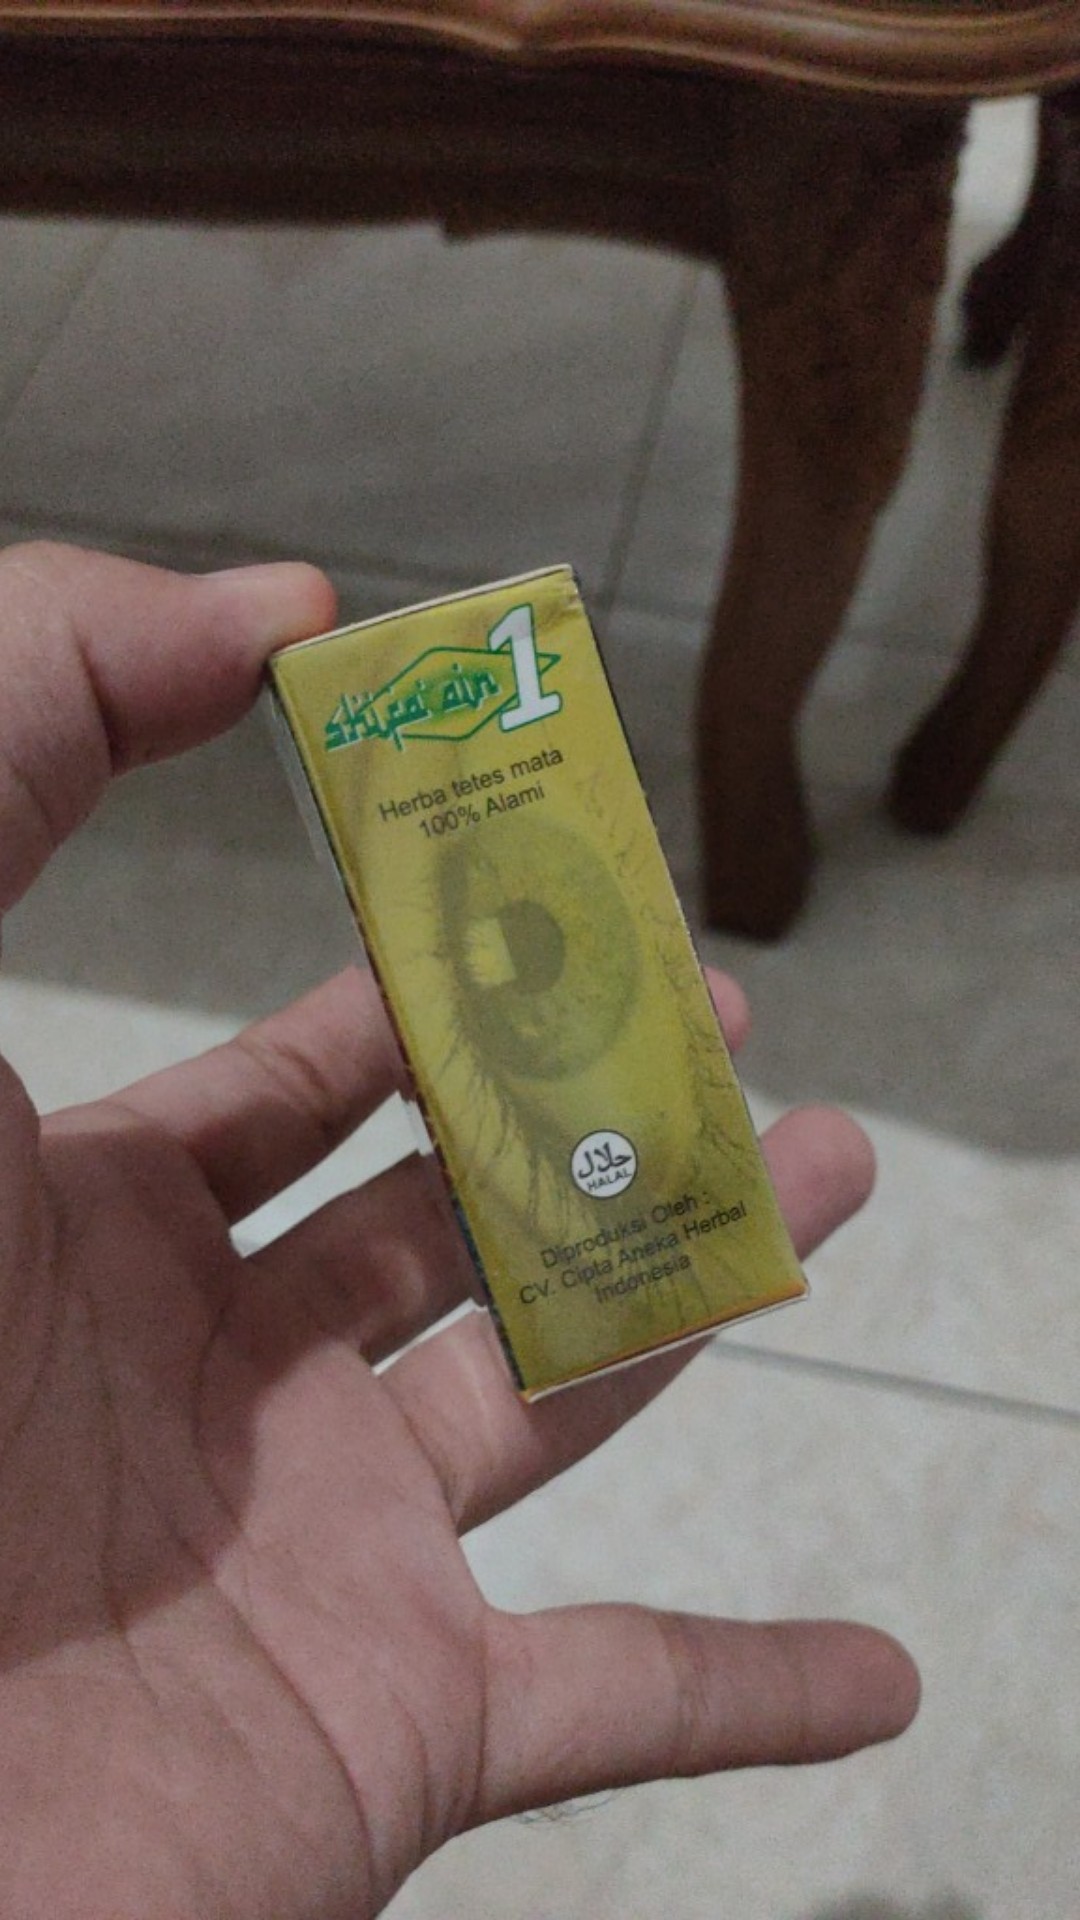 shifa' ain 1
Herba tetes mata
100% Alami
حلال
HALAL
Diproduksi Oleh :
CV. Cipta Aneka Herbal
Indonesia